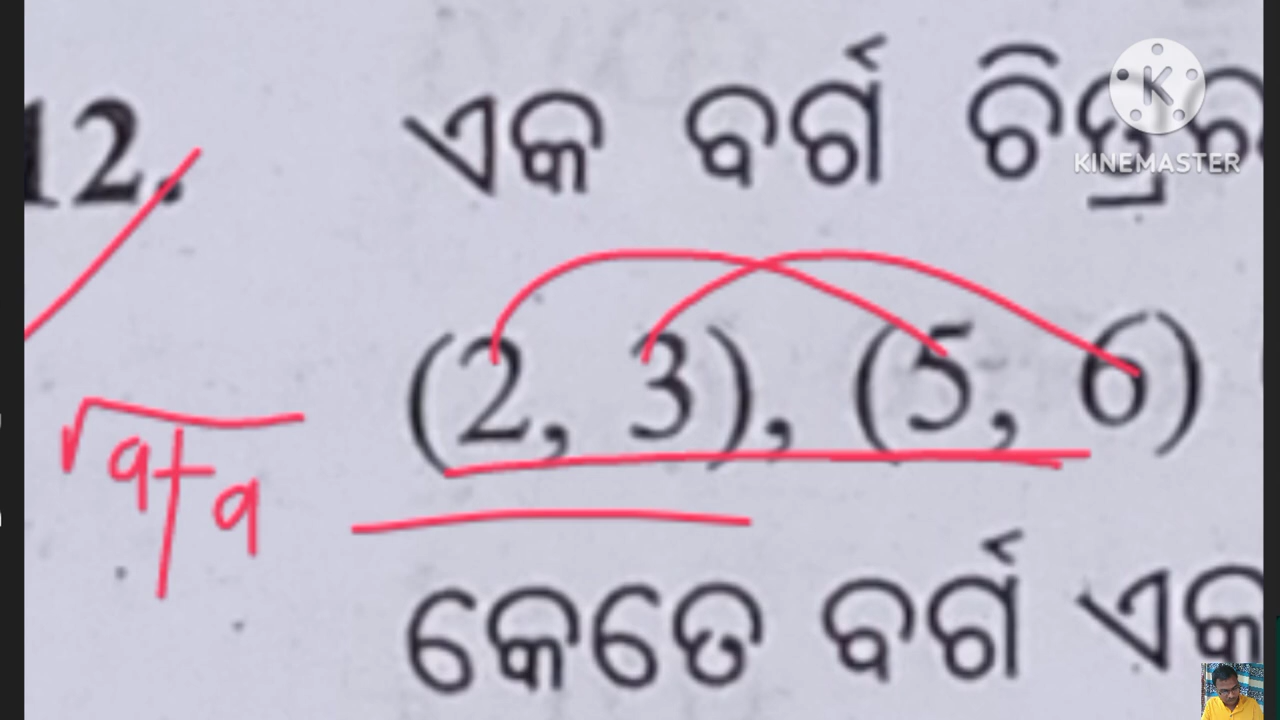 12. ଏକ ବର୍ଗ
KINEMASTER
(2, 3), (5, 6)
√9+9
କେତେ ବର୍ଗ